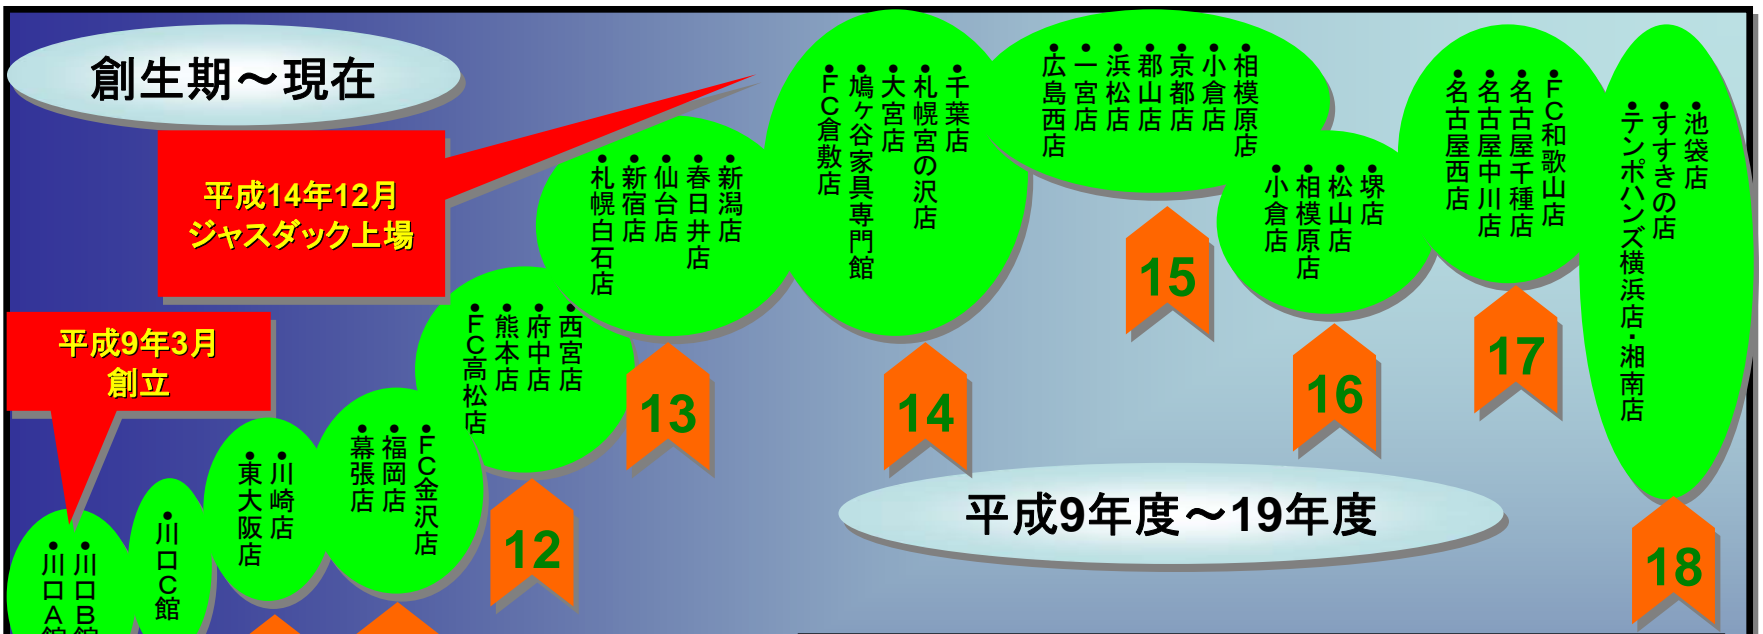 創生期～現在
平成14年12月
ジャスダック上場
平成9年3月
創立
・川口B館
・川口A館
・川口C館
・川崎店
・東大阪店
・FC金沢店
・福岡店
・幕張店
・西宮店
・府中店
・熊本店
・FC高松店
12
・新潟店
・春日井店
・仙台店
・新宿店
・札幌白石店
13
・千葉店
・札幌宮の沢店
・大宮店
・鳩ヶ谷家具専門館
・FC倉敷店
14
・相模原店
・小倉店
・京都店
・郡山店
・浜松店
・一宮店
・広島西店
15
・堺店
・松山店
・相模原店
・小倉店
16
・FC和歌山店
・名古屋千種店
・名古屋中川店
・名古屋西店
17
・池袋店
・すすきの店
・テンポハンズ横浜店・湘南店
18
平成9年度～19年度